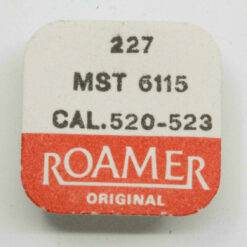 227
MST 6115
CAL.520-523
ROAMER
ORIGINAL